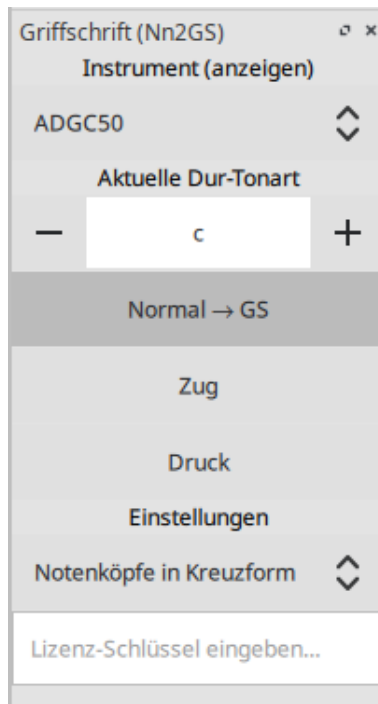 Griffschrift (Nn2GS)
Instrument (anzeigen)
ADGC50
Aktuelle Dur-Tonart
− c +
Normal → GS
Zug
Druck
Einstellungen
Notenköpfe in Kreuzform
Lizenz-Schlüssel eingeben...